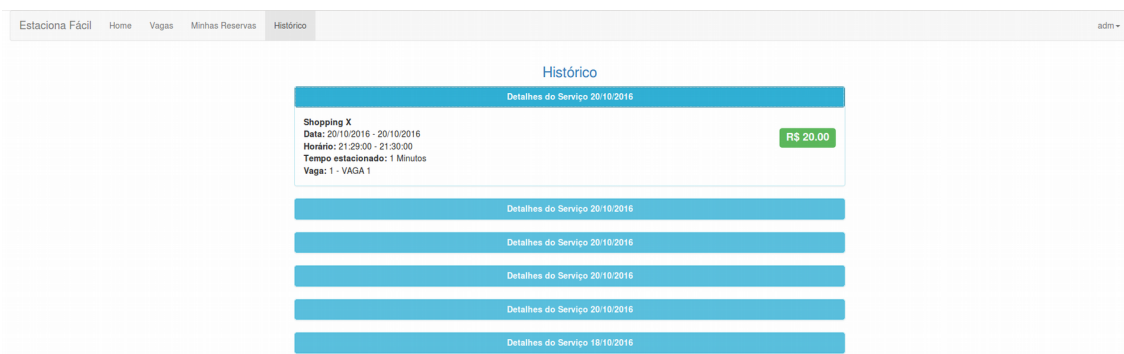 Estaciona Fácil Home Vagas Minhas Reservas Histórico adm
Histórico
Detalhes do Serviço 20/10/2016
Shopping X
Data: 20/10/2016 - 20/10/2016
Horário: 21:29:00 - 21:30:00
Tempo estacionado: 1 Minutos
Vaga: 1 - VAGA 1
R$ 20.00
Detalhes do Serviço 20/10/2016
Detalhes do Serviço 20/10/2016
Detalhes do Serviço 20/10/2016
Detalhes do Serviço 20/10/2016
Detalhes do Serviço 18/10/2016